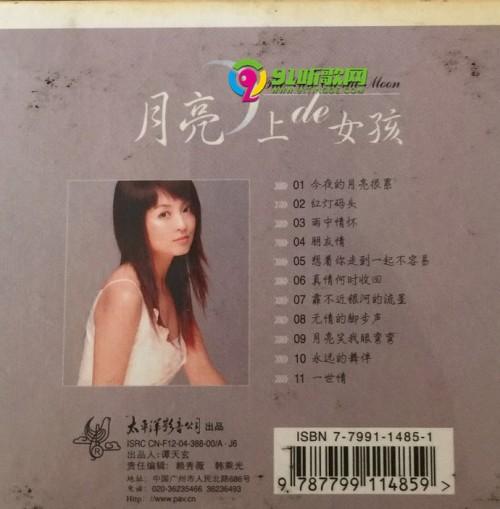 91听歌网
Moon
月亮上de女孩
01 今夜的月亮很累
02 红灯码头
03 雨中情怀
04 朋友情
05 想着你走到一起不容易
06 真情何时收回
07 靠不近银河的流星
08 无情的脚步声
09 月亮笑我眼弯弯
10 永远的舞伴
11 一世情
太平洋影音公司 出品
ISRC CN-F12-04-388-00/A·J6
出品人: 谭天玄
责任编辑: 赖秀薇 韩乘光
地址: 中国广州市人民北路686号
电话: 020-36235466 36236493
Http: //www.pav.cn
ISBN 7-7991-1485-1
9 787799 114859 >
R